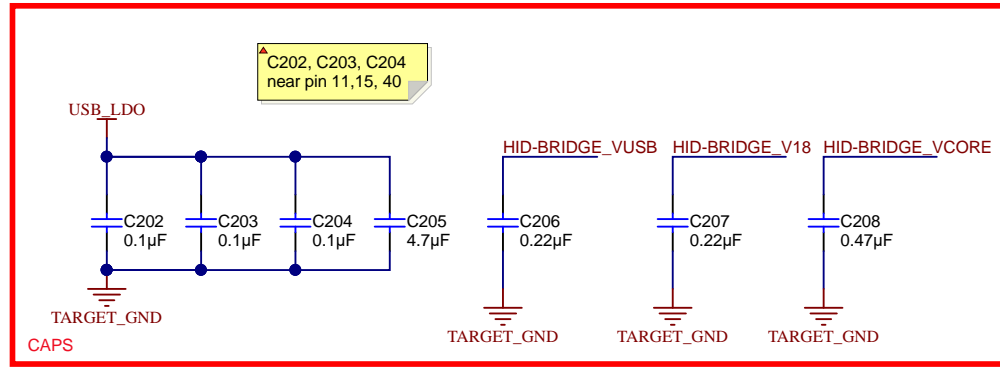 C202, C203, C204
near pin 11,15, 40
USB_LDO
HID-BRIDGE_VUSB
HID-BRIDGE_V18
HID-BRIDGE_VCORE
C202
0.1µF
C203
0.1µF
C204
0.1µF
C205
4.7µF
C206
0.22µF
C207
0.22µF
C208
0.47µF
TARGET_GND
TARGET_GND
TARGET_GND
TARGET_GND
CAPS